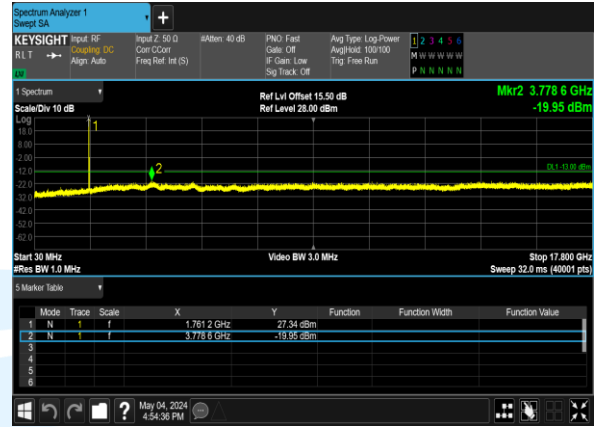 Spectrum Analyzer 1
Swept SA
+
KEYSIGHT Input: RF Input Z: 50 Ω #Atten: 40 dB PNO: Fast Avg Type: Log-Power 1 2 3 4 5 6
RLT Coupling: DC Corr CCorr Gate: Off Avg|Hold: 100/100 M W W W W W
Align: Auto Freq Ref: Int (S) IF Gain: Low Trig: Free Run P N N N N N
LXI Sig Track: Off
1 Spectrum Ref Lvl Offset 15.50 dB Mkr2 3.778 6 GHz
Scale/Div 10 dB Ref Level 28.00 dBm -19.95 dBm
Log
18.0
8.00
-2.00
-12.0
-22.0
-32.0
-42.0
-52.0
-62.0
1
2
DL1 -13.00 dBm
Start 30 MHz Video BW 3.0 MHz Stop 17.800 GHz
#Res BW 1.0 MHz Sweep 32.0 ms (40001 pts)
5 Marker Table
Mode Trace Scale X Y Function Function Width Function Value
1 N 1 f 1.761 2 GHz 27.34 dBm
2 N 1 f 3.778 6 GHz -19.95 dBm
3
4
5
6
? May 04, 2024
4:54:36 PM